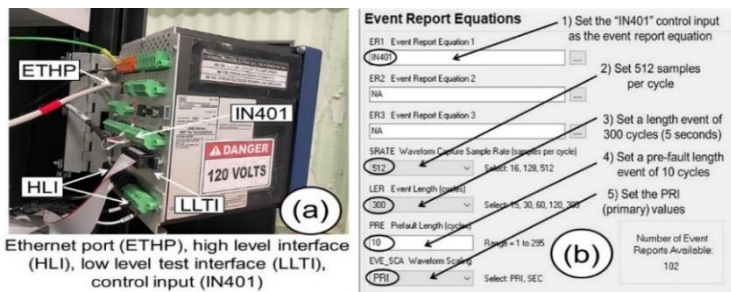 ETHP
IN401
DANGER
120 VOLTS
HLI
LLTI
(a)
Ethernet port (ETHP), high level interface
(HLI), low level test interface (LLTI),
control input (IN401)
Event Report Equations
1) Set the "IN401" control input
as the event report equation
ER1 Event Report Equation 1
IN401
...
2) Set 512 samples
per cycle
ER2 Event Report Equation 2
NA
...
ER3 Event Report Equation 3
NA
...
3) Set a length event of
300 cycles (5 seconds)
SRATE Waveform Capture Sample Rate (samples per cycle)
512
Select: 16, 128, 512
4) Set a pre-fault length
event of 10 cycles
LER Event Length (cycles)
300
Select: 15, 30, 60, 120, 300
5) Set the PRI
(primary) values
PRE Prefault Length (cycles)
10
Range = 1 to 295
(b)
Number of Event
Reports Available:
102
EVE_SCA Waveform Scaling
PRI
Select: PRI, SEC